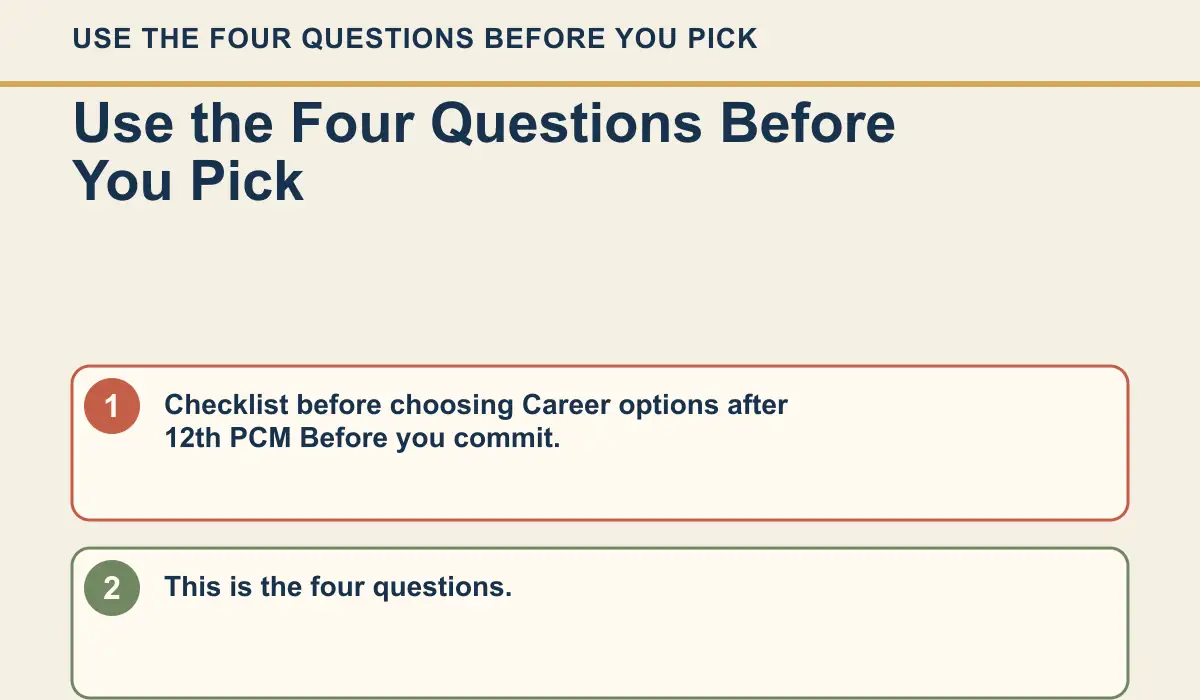 USE THE FOUR QUESTIONS BEFORE YOU PICK
Use the Four Questions Before
You Pick
1
Checklist before choosing Career options after
12th PCM Before you commit.
2
This is the four questions.